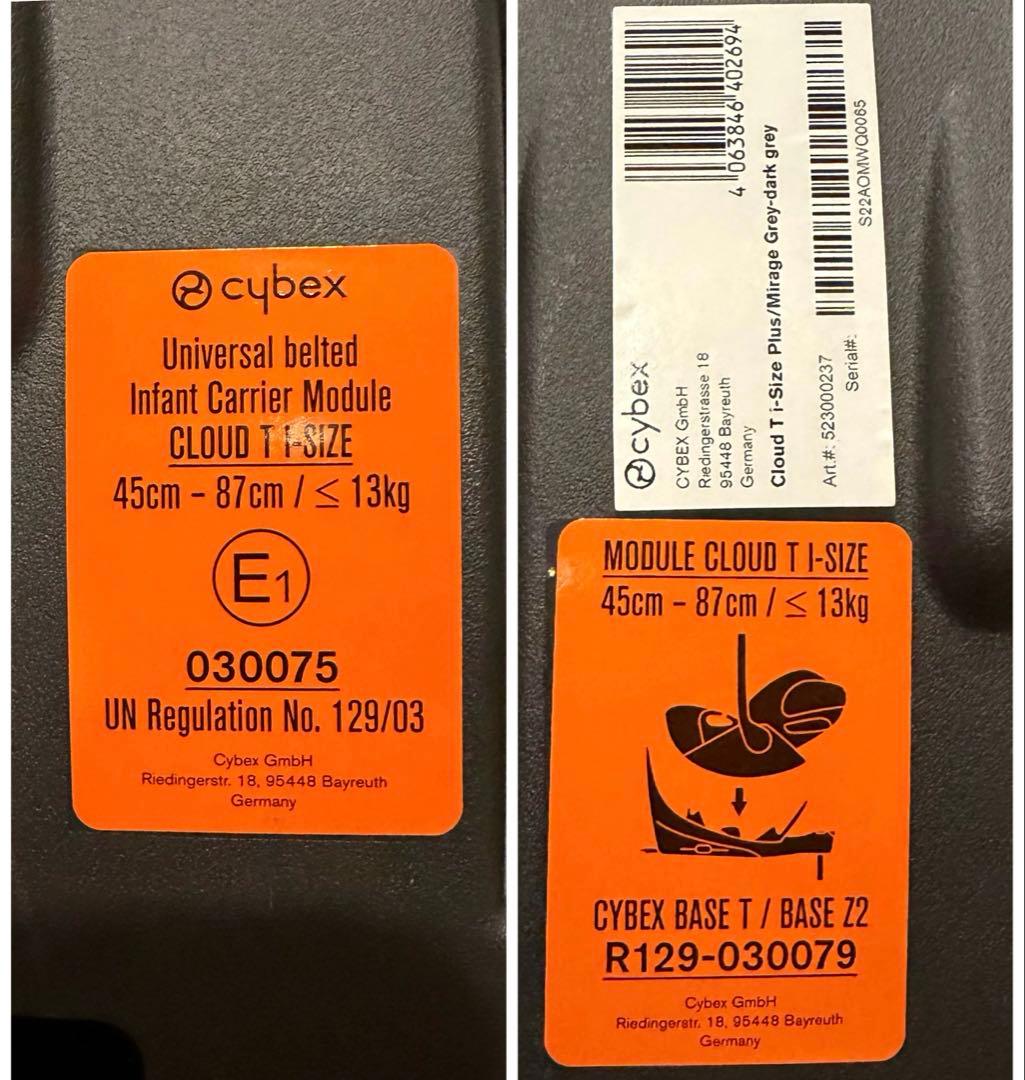 cybex
Universal belted
Infant Carrier Module
CLOUD T I-SIZE
45cm – 87cm / ≤ 13kg
E1
030075
UN Regulation No. 129/03
Cybex GmbH
Riedingerstr. 18, 95448 Bayreuth
Germany
cybex
CYBEX GmbH
Riedingerstrasse 18
95448 Bayreuth
Germany
4 063846 402694
Cloud T i-Size Plus/Mirage Grey-dark grey
Art.#: 523000237
Serial#:
S22AOMWQ0065
MODULE CLOUD T I-SIZE
45cm – 87cm / ≤ 13kg
CYBEX BASE T / BASE Z2
R129-030079
Cybex GmbH
Riedingerstr. 18, 95448 Bayreuth
Germany